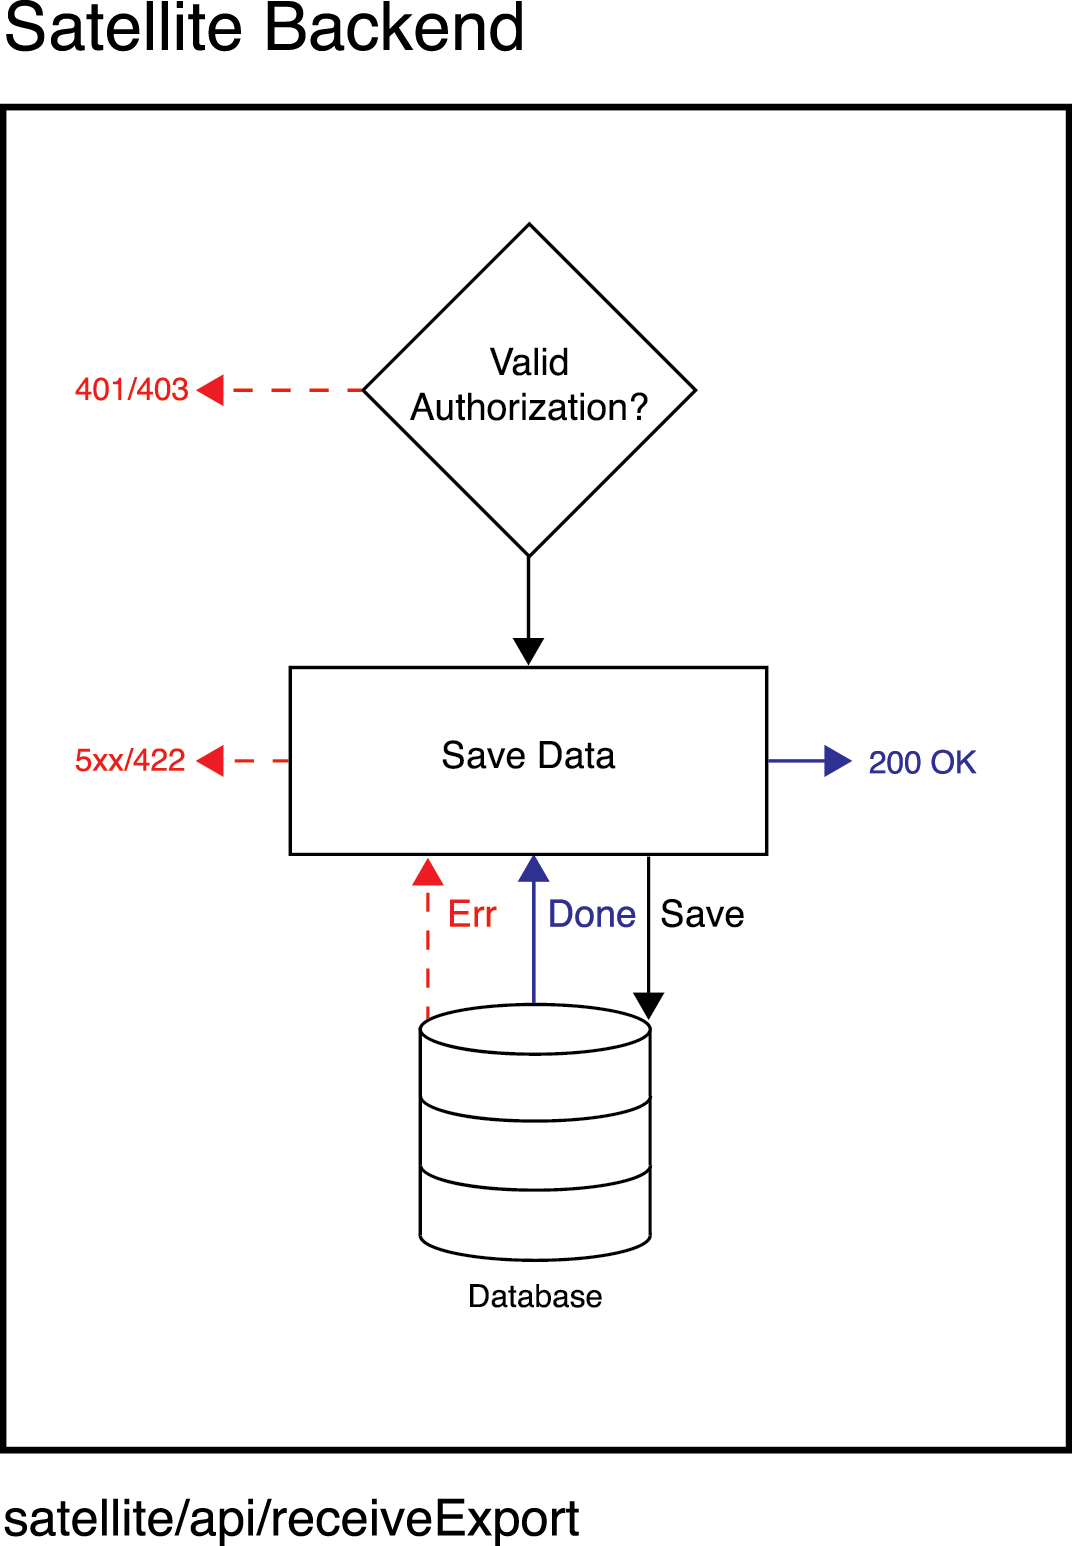 Satellite Backend
Valid
Authorization?
401/403
Save Data
5xx/422
200 OK
Err
Done
Save
Database
satellite/api/receiveExport